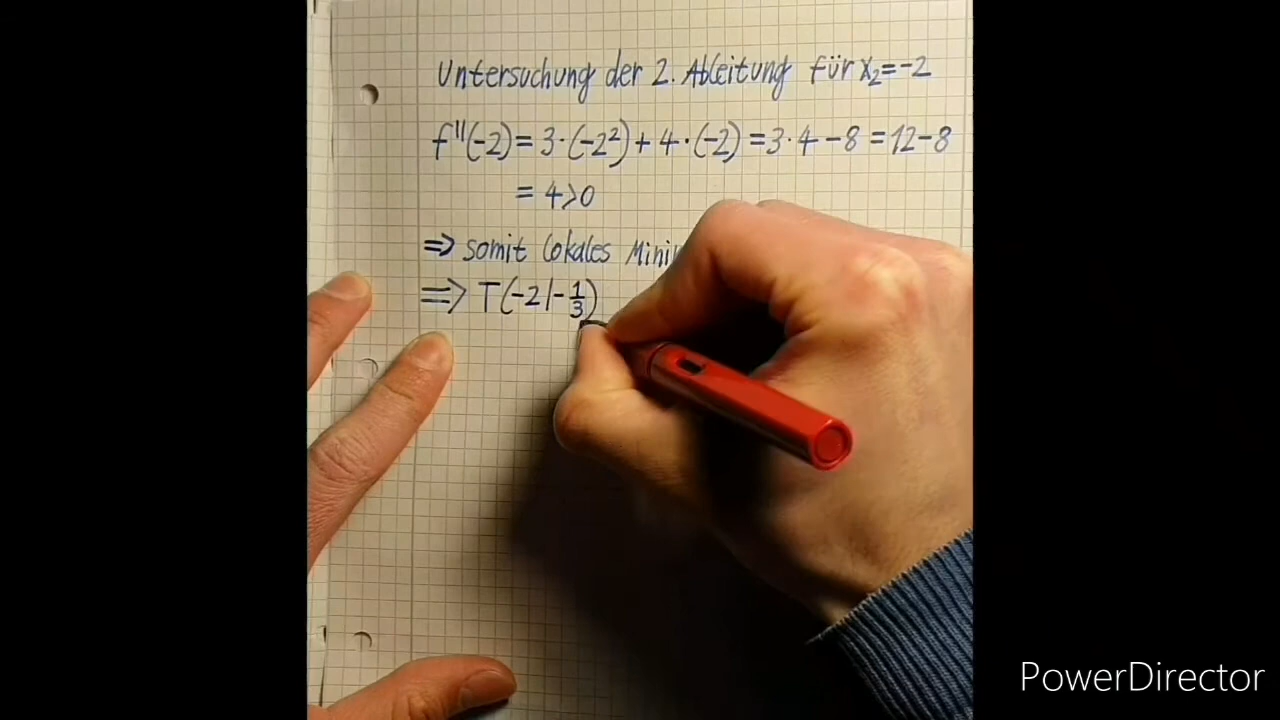 Untersuchung der 2. Ableitung für x₂=-2
f''(-2) = 3·(-2²) + 4·(-2) = 3·4 - 8 = 12-8
= 4>0
⇒ somit lokales
⇒ T(-2|-1/3)
PowerDirector